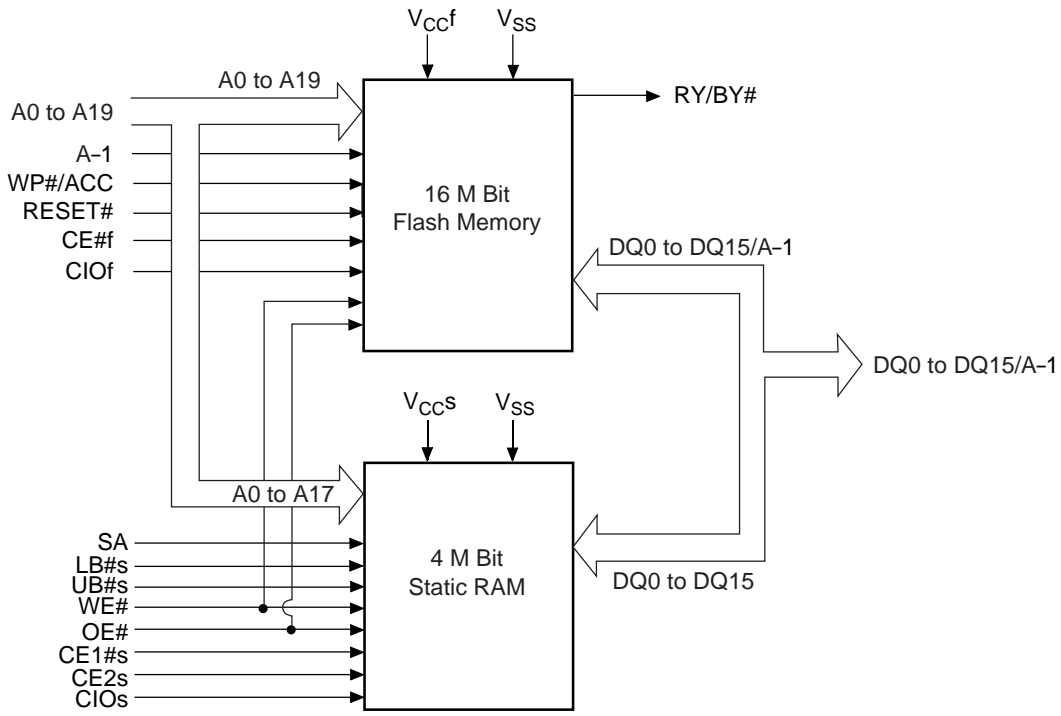 VCCf
VSS
A0 to A19
A0 to A19
RY/BY#
A–1
WP#/ACC
RESET#
CE#f
CIOf
16 M Bit
Flash Memory
DQ0 to DQ15/A–1
DQ0 to DQ15/A–1
VCCs
VSS
A0 to A17
SA
LB#s
UB#s
WE#
OE#
CE1#s
CE2s
CIOs
4 M Bit
Static RAM
DQ0 to DQ15